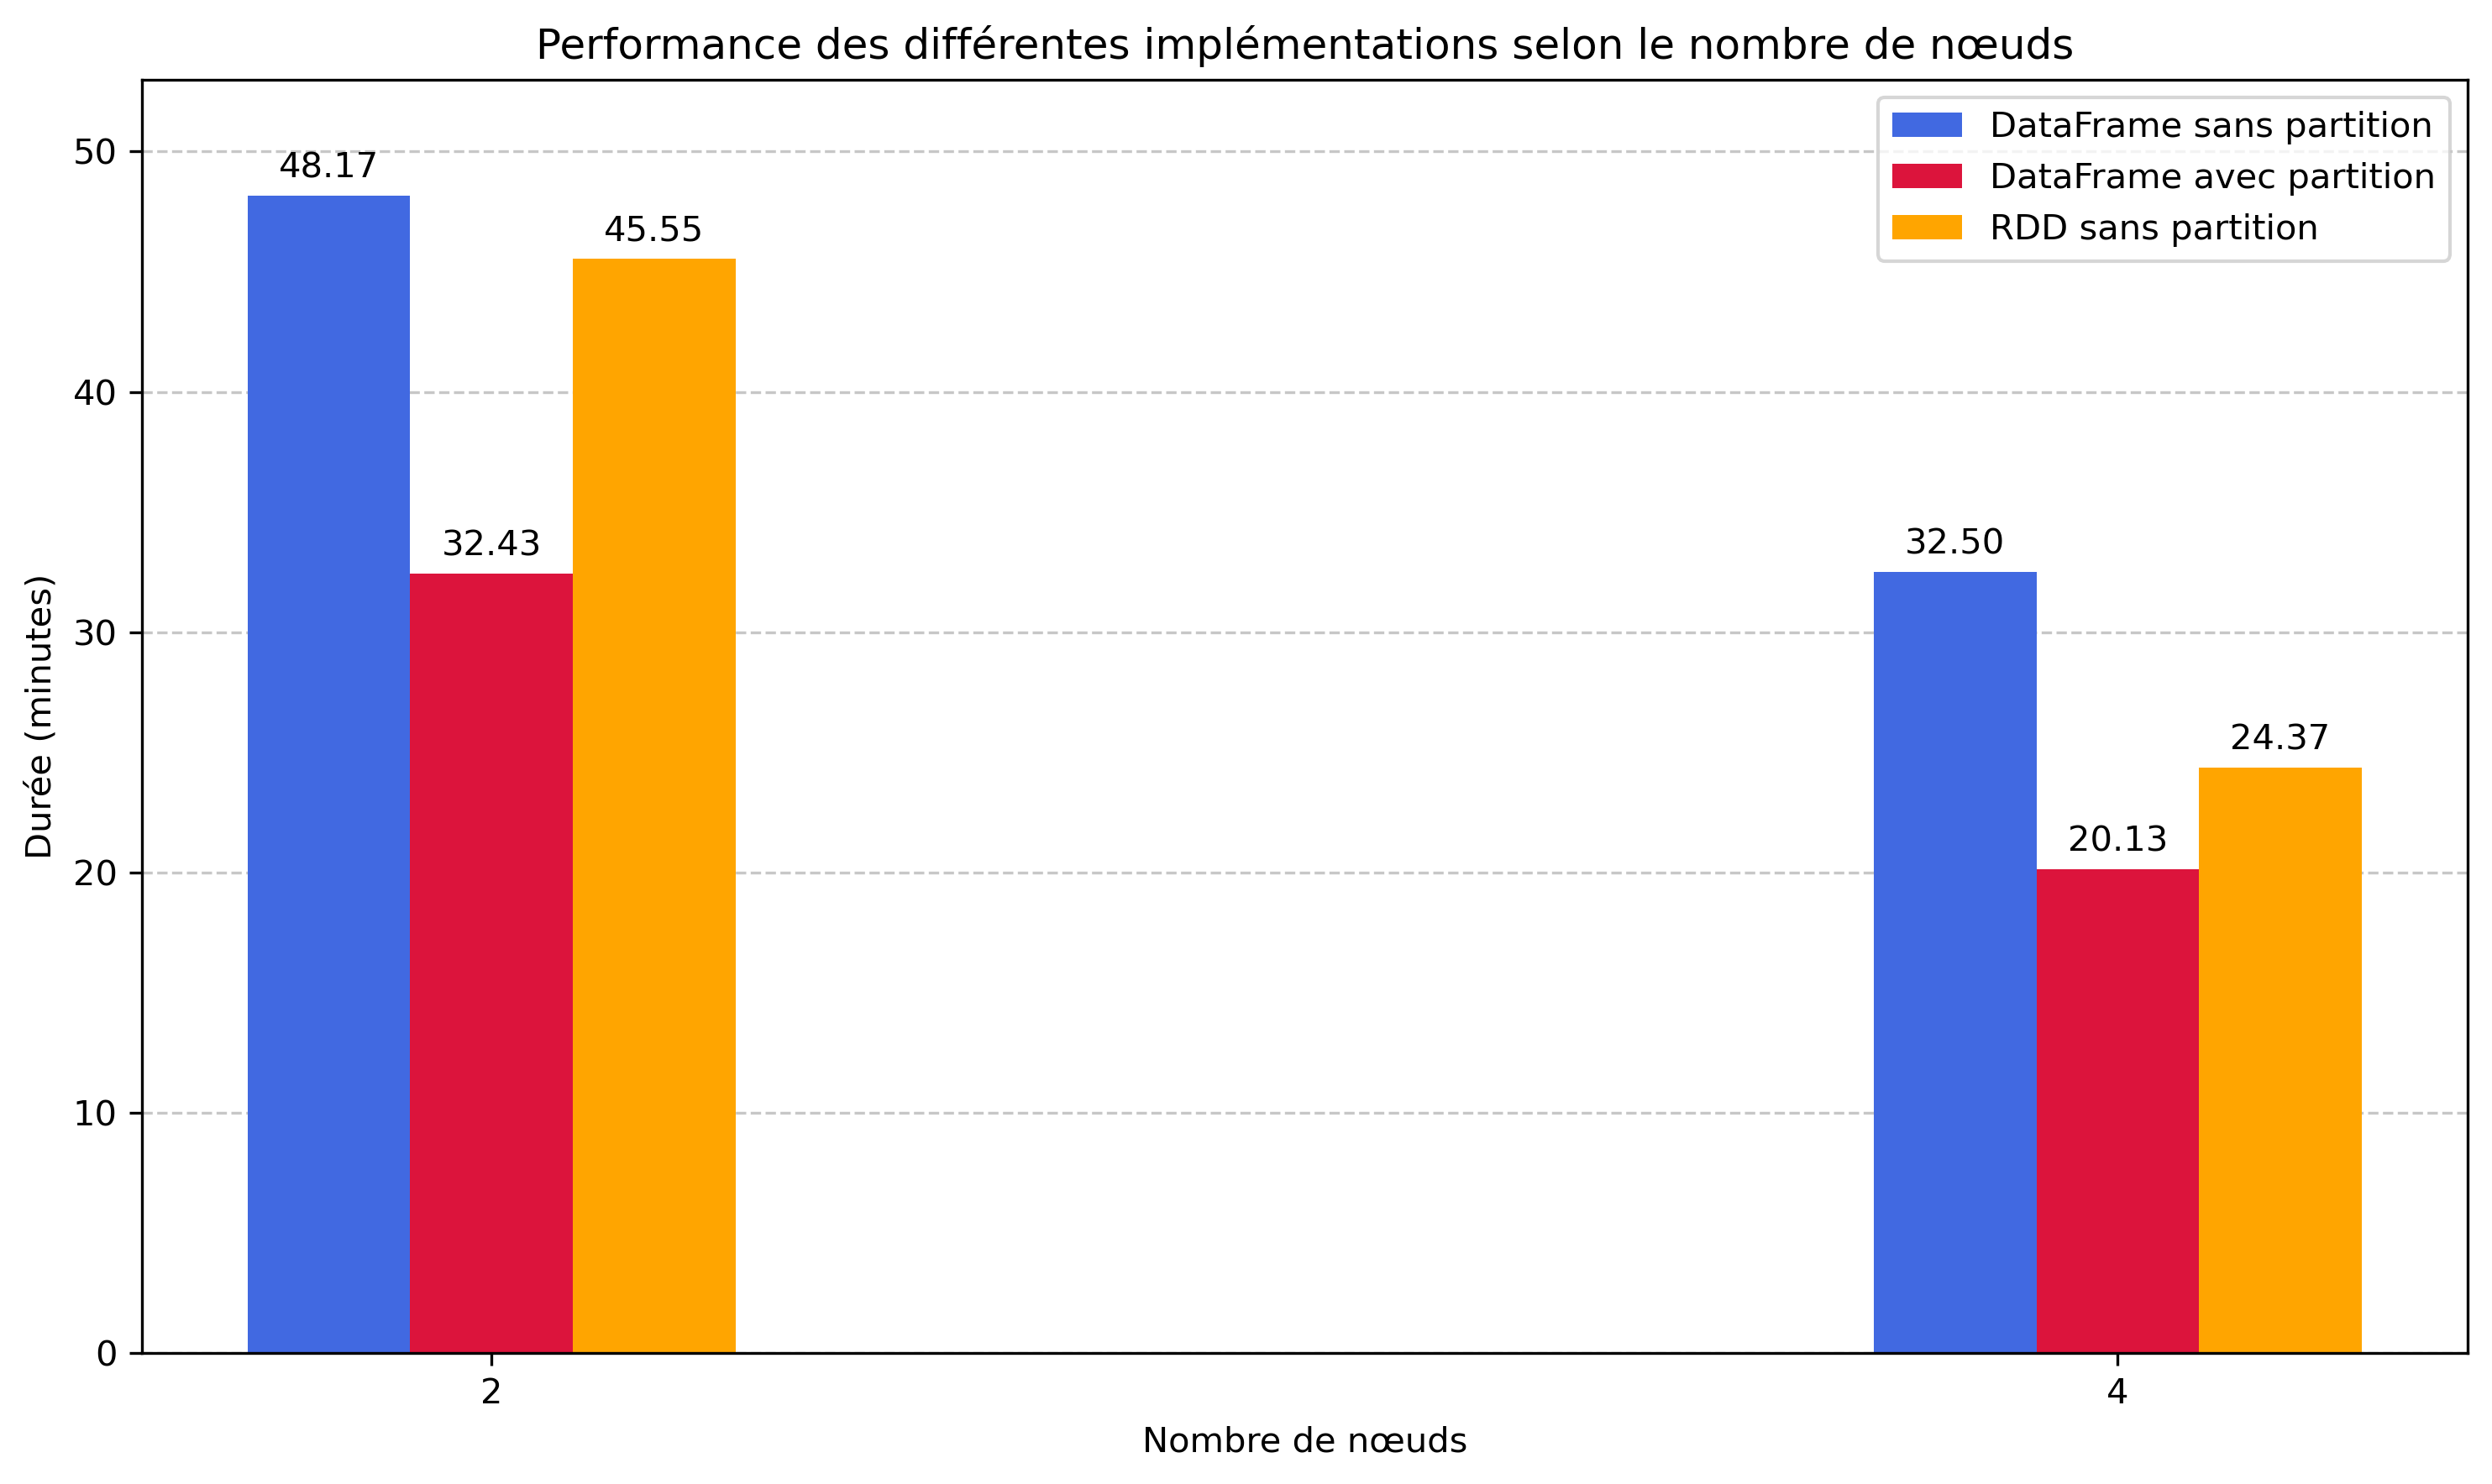 Performance des différentes implémentations selon le nombre de nœuds
DataFrame sans partition
DataFrame avec partition
RDD sans partition
Durée (minutes)
50
40
30
20
10
0
48.17
32.43
45.55
32.50
20.13
24.37
2
4
Nombre de nœuds